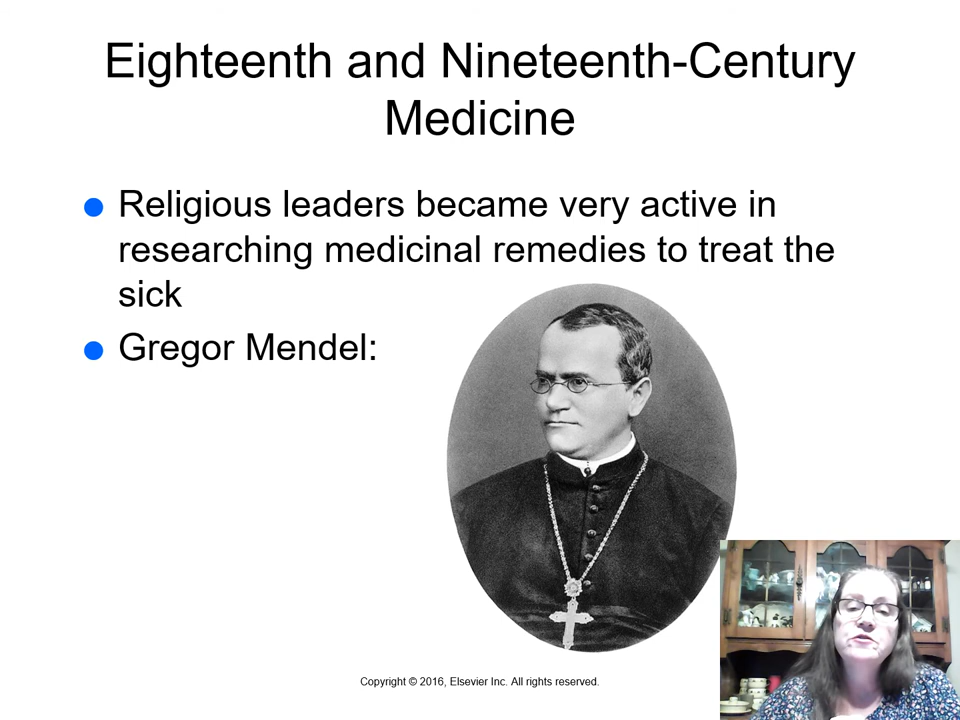 Eighteenth and Nineteenth-Century
Medicine
Religious leaders became very active in
researching medicinal remedies to treat the
sick
Gregor Mendel:
Copyright © 2016, Elsevier Inc. All rights reserved.